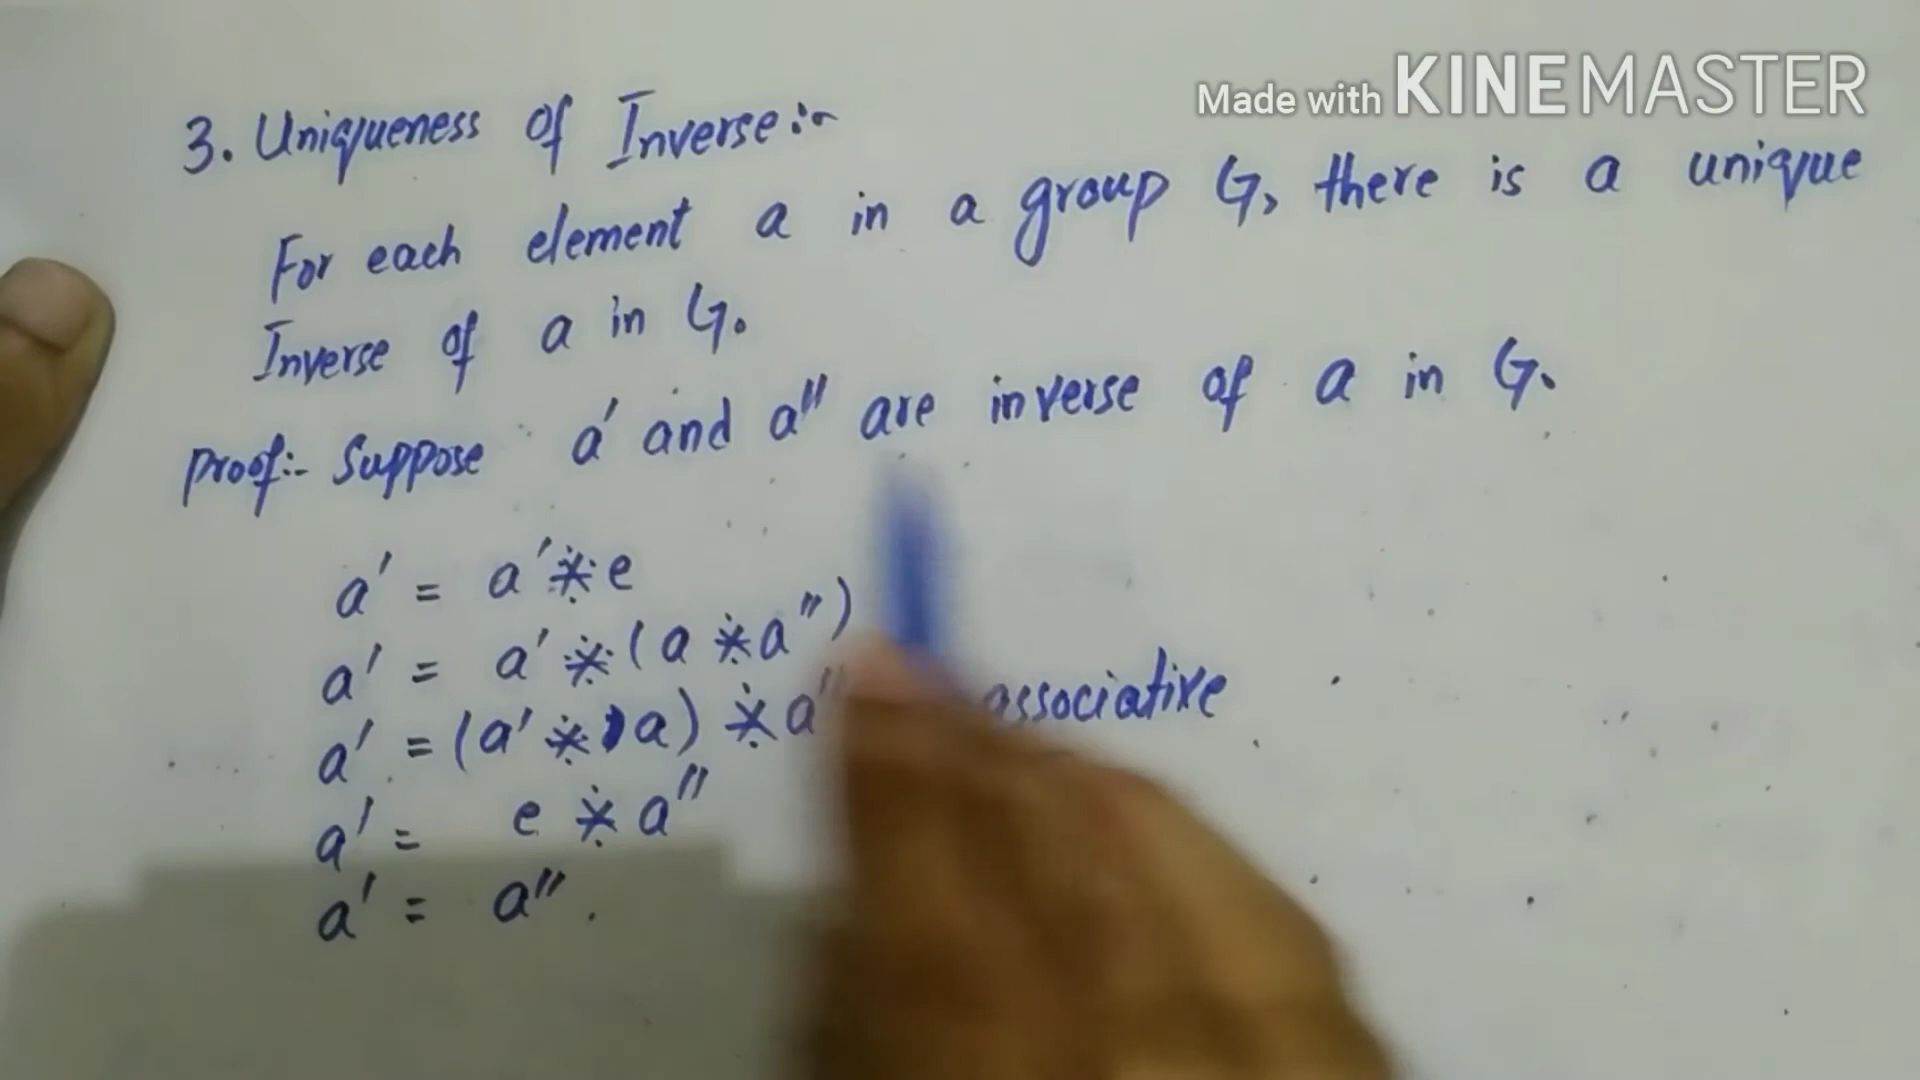 Made with KINEMASTER
3. Uniqueness of Inverse:-
For each element a in a group G, there is a unique
Inverse of a in G.
Proof:- Suppose a' and a" are inverse of a in G.
a' = a' * e
a' = a' * (a * a")
a' = (a' * a) * a" associative
a' = e * a"
a' = a".